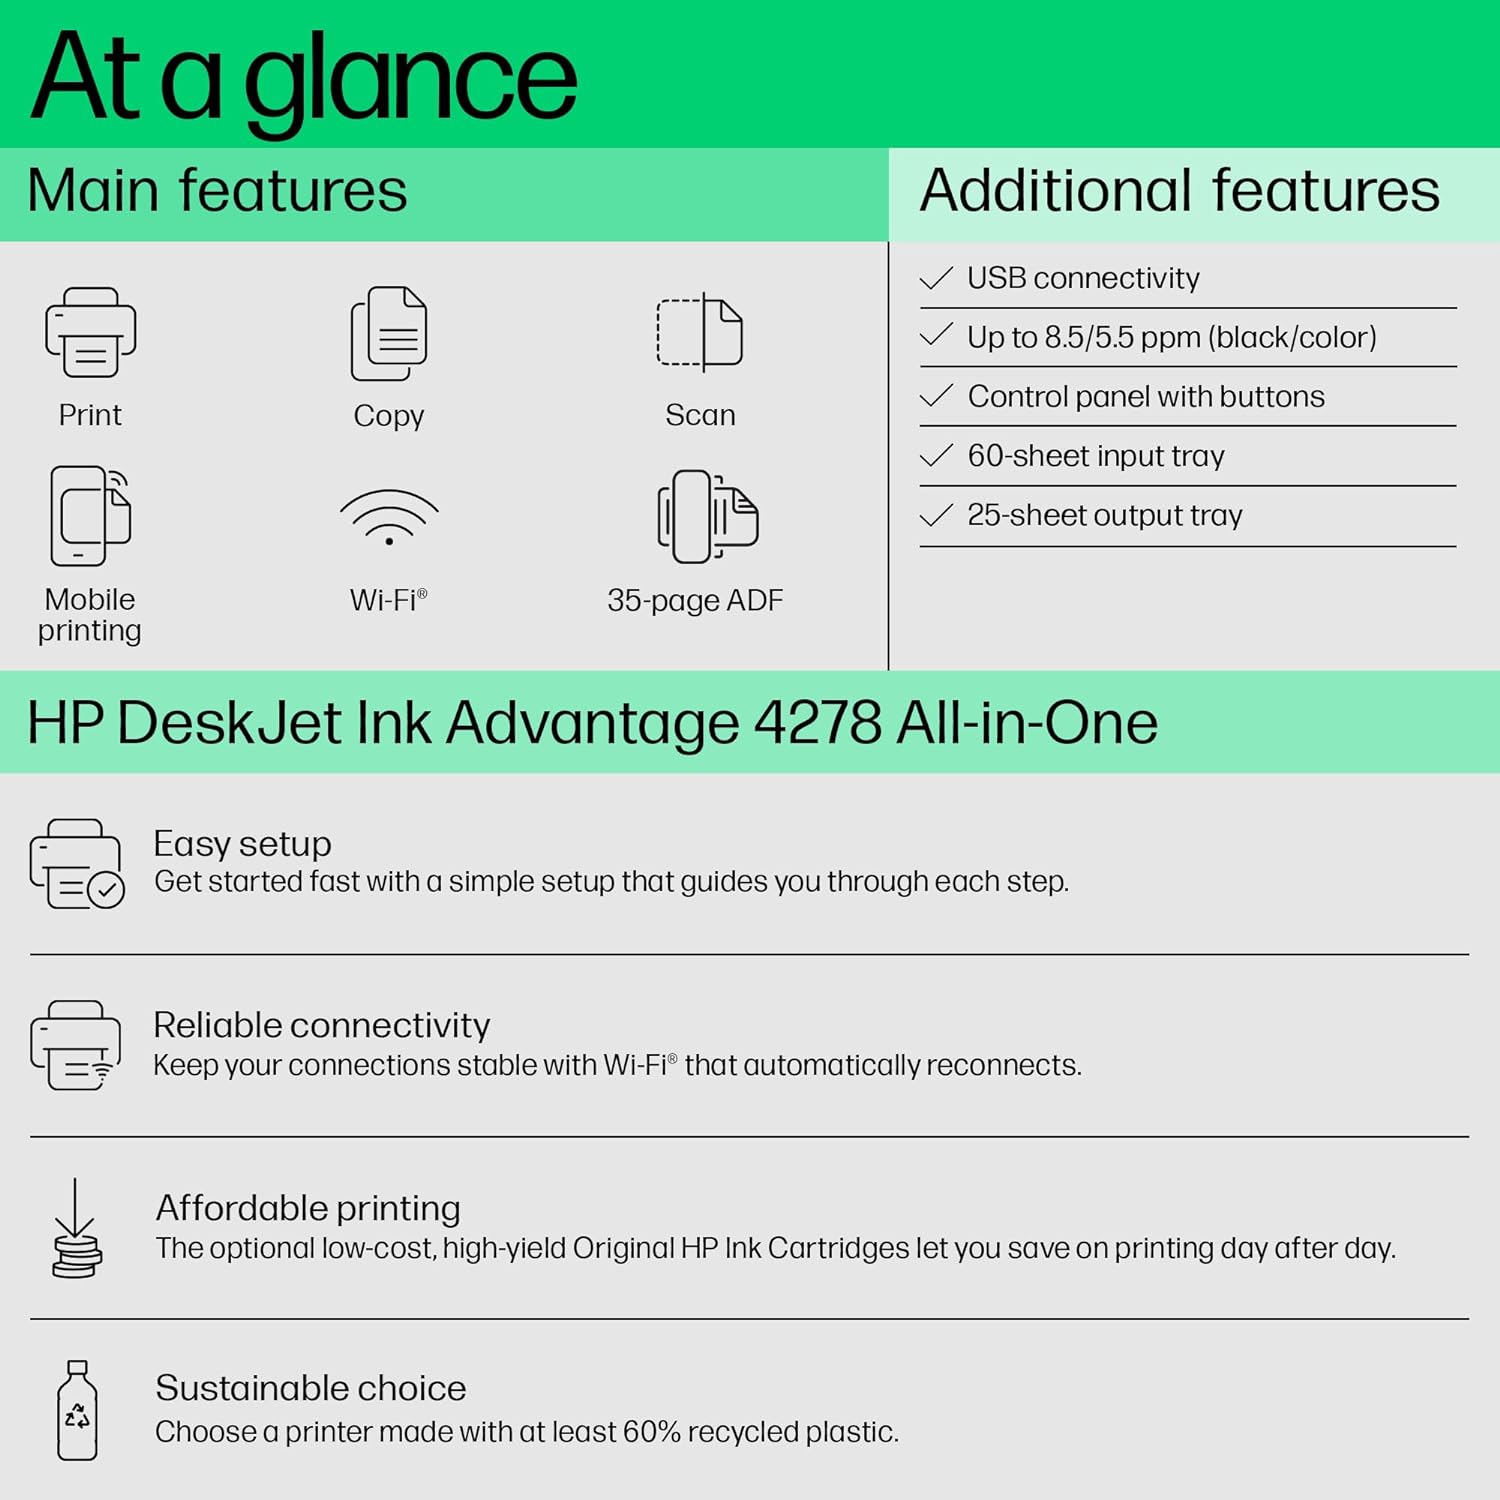 At a glance
Main features
Additional features
Print
Copy
Scan
Mobile
printing
Wi-Fi®
35-page ADF
USB connectivity
Up to 8.5/5.5 ppm (black/color)
Control panel with buttons
60-sheet input tray
25-sheet output tray
HP DeskJet Ink Advantage 4278 All-in-One
Easy setup
Get started fast with a simple setup that guides you through each step.
Reliable connectivity
Keep your connections stable with Wi-Fi® that automatically reconnects.
Affordable printing
The optional low-cost, high-yield Original HP Ink Cartridges let you save on printing day after day.
Sustainable choice
Choose a printer made with at least 60% recycled plastic.